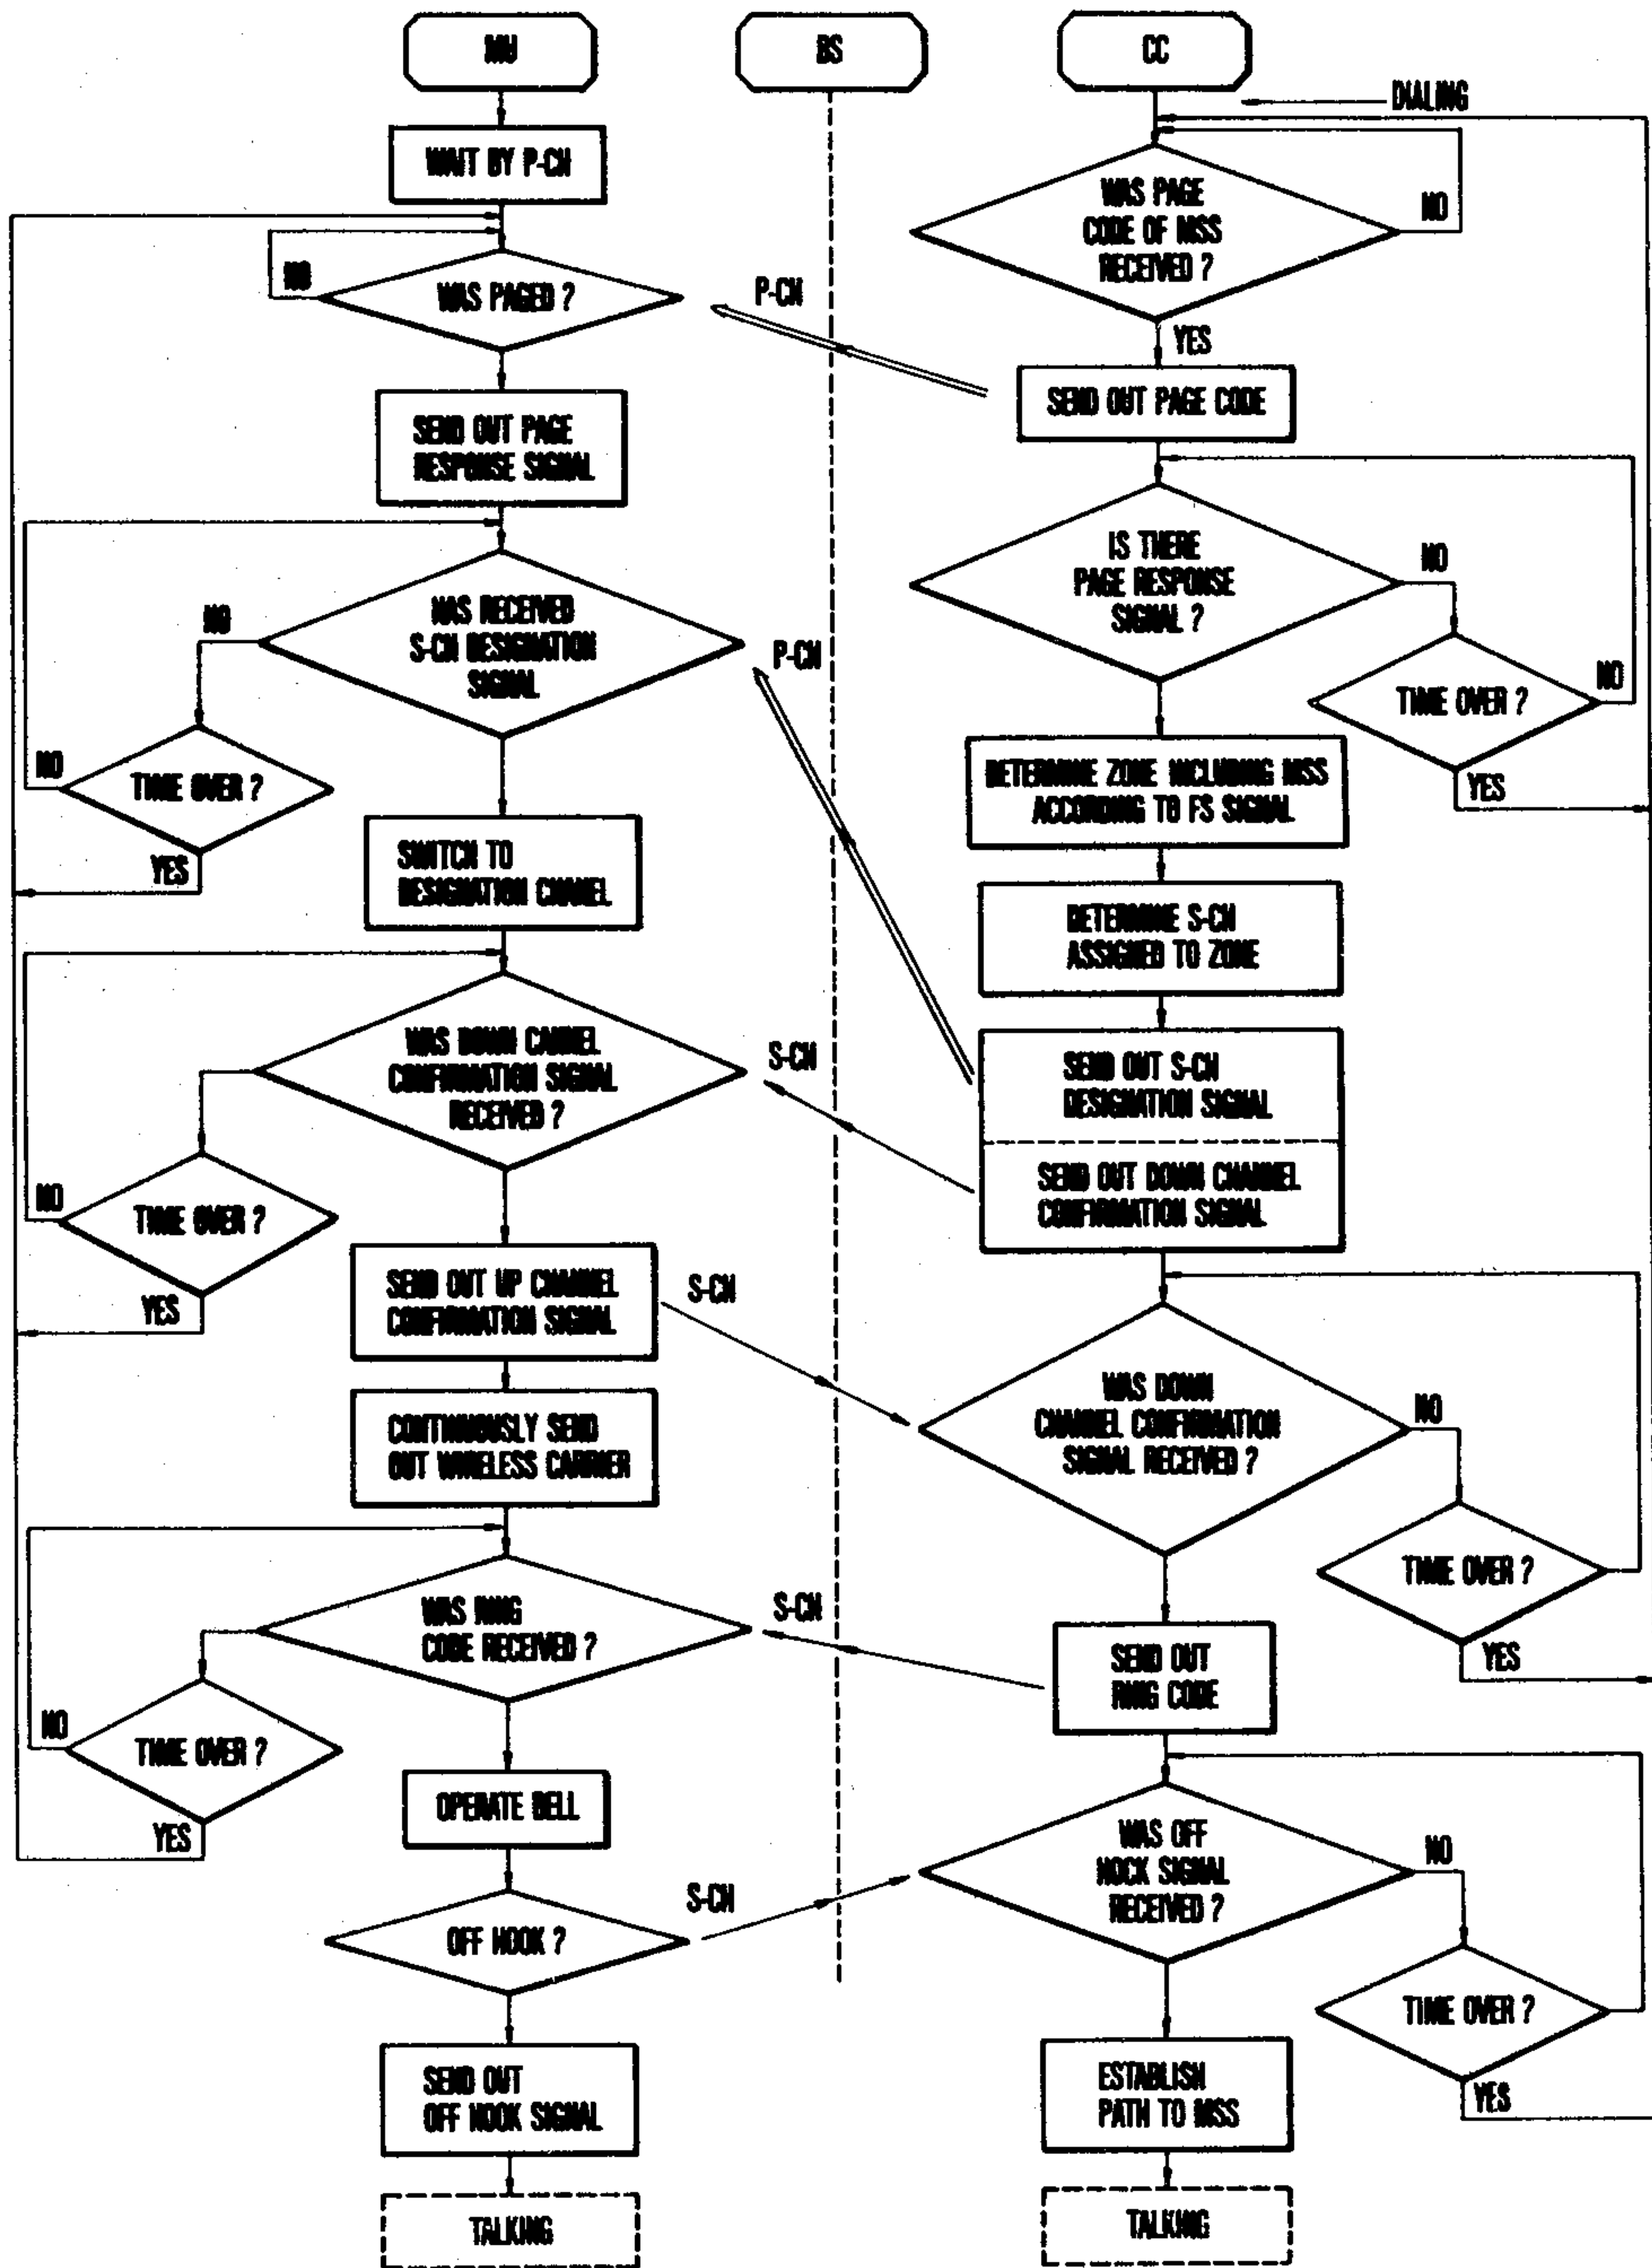 MU
BS
CC
DIALING
WAIT BY P-CH
WAS PAGE
CODE OF MSS
RECEIVED ?
NO
YES
NO
WAS PAGED ?
P-CH
SEND OUT PAGE CODE
SEND OUT PAGE
RESPONSE SIGNAL
IS THERE
PAGE RESPONSE
SIGNAL ?
NO
TIME OVER ?
NO
YES
WAS RECEIVED
S-CH DESIGNATION
SIGNAL
NO
P-CH
TIME OVER ?
NO
YES
DETERMINE ZONE INCLUDING MSS
ACCORDING TO FS SIGNAL
SWITCH TO
DESIGNATION CHANEL
DETERMINE S-CH
ASSIGNED TO ZONE
WAS DOWN CANNEL
CONFIRMATION SIGNAL
RECEIVED ?
S-CH
SEND OUT S-CH
DESIGNATION SIGNAL
SEND OUT DOWN CHANNEL
CONFIRMATION SIGNAL
NO
TIME OVER ?
YES
SEND OUT UP CHANNEL
CONFIRMATION SIGNAL
S-CH
CONTINUOUSLY SEND
OUT WIRELESS CARRIER
WAS DOWN
CHANNEL CONFIRMATION
SIGNAL RECEIVED ?
NO
TIME OVER ?
YES
WAS RING
CODE RECEIVED ?
S-CH
SEND OUT
RING CODE
NO
TIME OVER ?
YES
OPERATE BELL
WAS OFF
HOCK SIGNAL
RECEIVED ?
NO
OFF HOOK ?
S-CH
TIME OVER ?
YES
SEND OUT
OFF HOOK SIGNAL
ESTABLISH
PATH TO MSS
TALKING
TALKING